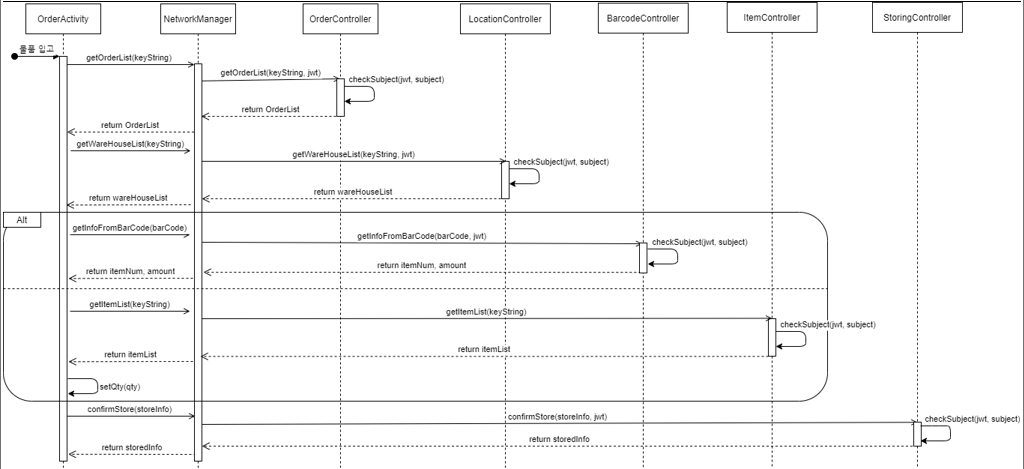 OrderActivity
NetworkManager
OrderController
LocationController
BarcodeController
ItemController
StoringController
물품 입고
getOrderList(keyString)
getOrderList(keyString, jwt)
checkSubject(jwt, subject)
return OrderList
return OrderList
getWareHouseList(keyString)
getWareHouseList(keyString, jwt)
checkSubject(jwt, subject)
return wareHouseList
return wareHouseList
Alt
getInfoFromBarCode(barCode)
getInfoFromBarCode(barCode, jwt)
checkSubject(jwt, subject)
return itemNum, amount
return itemNum, amount
getItemList(keyString)
getItemList(keyString)
checkSubject(jwt, subject)
return itemList
return itemList
setQty(qty)
confirmStore(storeInfo)
confirmStore(storeInfo, jwt)
checkSubject(jwt, subject)
return storedInfo
return storedInfo